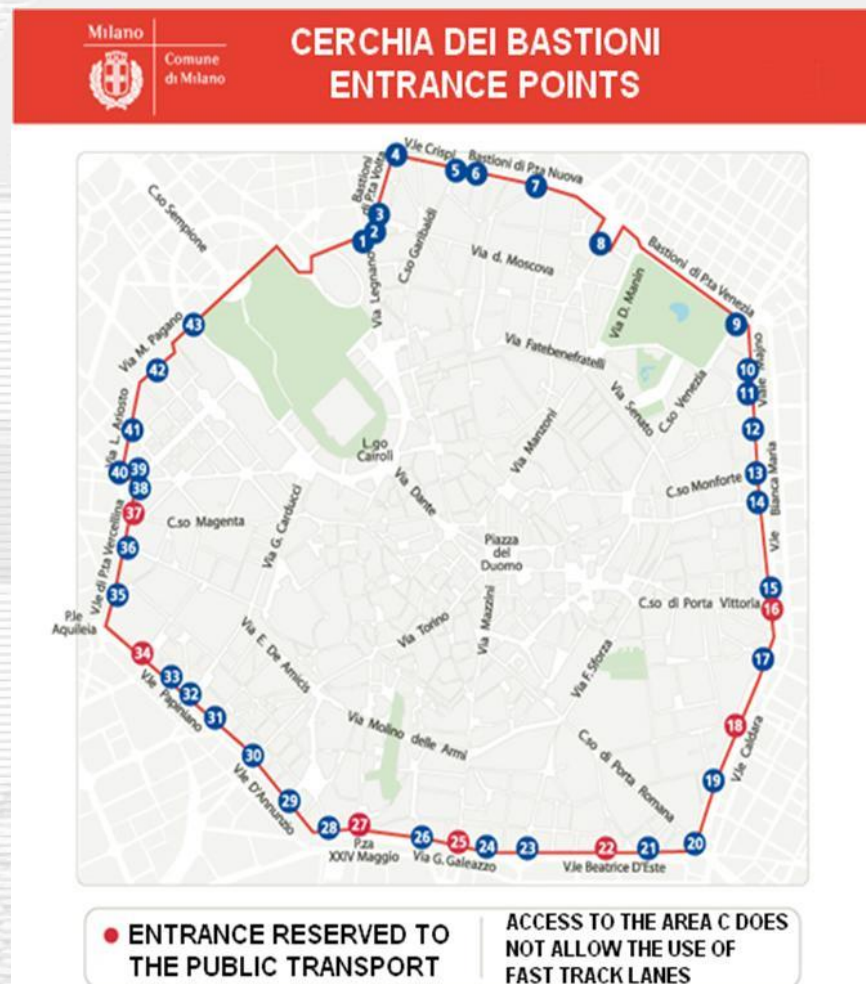 Milano
Comune
di Milano
CERCHIA DEI BASTIONI
ENTRANCE POINTS
4
V.le Crispi
5
6
Bastioni di P.ta Nuova
7
Bastioni
di P.ta Volta
3
2
1
8
C.so Sempione
C.so Garibaldi
Via Legnano
Via d. Moscova
Bastioni di P.ta Venezia
Via D. Manin
43
9
Via M. Pagano
Via Fatebenefratelli
Viale Majno
42
10
11
Via Senato
C.so Venezia
Via L. Ariosto
41
12
L.go
Cairoli
Via Manzoni
40
39
38
13
C.so Monforte
14
V.le Bianca Maria
Via Dante
37
C.so Magenta
Via G. Carducci
36
Piazza
del
Duomo
V.le di P.ta Vercellina
35
15
C.so di Porta Vittoria
16
P.le
Aquileia
Via Torino
Via Mazzini
34
Via E. De Amicis
Via F. Sforza
17
33
32
V.le Papiniano
31
18
Via Molino delle Armi
V.le Caldara
30
C.so di Porta Romana
19
V.le D'Annunzio
29
28
27
26
25
24
23
22
21
20
P.za
XXIV Maggio
Via G. Galeazzo
V.le Beatrice D'Este
ENTRANCE RESERVED TO
THE PUBLIC TRANSPORT
ACCESS TO THE AREA C DOES
NOT ALLOW THE USE OF
FAST TRACK LANES